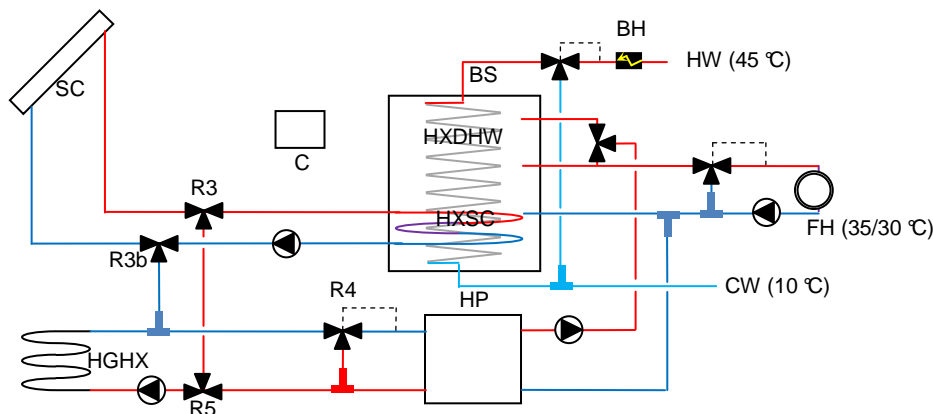 BH
HW (45 °C)
SC
BS
HXDHW
C
R3
HXSC
FH (35/30 °C)
R3b
R4
HP
CW (10 °C)
HGHX
R5